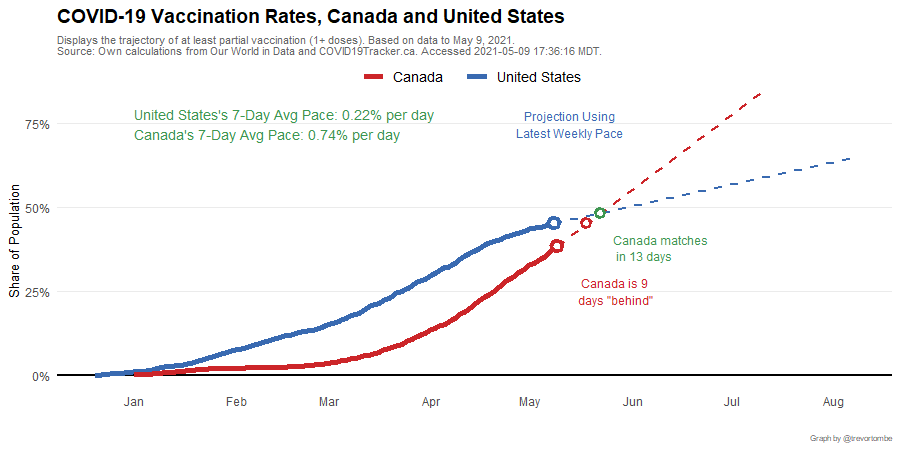 COVID-19 Vaccination Rates, Canada and United States
Displays the trajectory of at least partial vaccination (1+ doses). Based on data to May 9, 2021.
Source: Own calculations from Our World in Data and COVID19Tracker.ca. Accessed 2021-05-09 17:36:16 MDT.
Canada United States
United States's 7-Day Avg Pace: 0.22% per day
Canada's 7-Day Avg Pace: 0.74% per day
Projection Using
Latest Weekly Pace
75%
50%
25%
0%
Share of Population
Canada matches
in 13 days
Canada is 9
days "behind"
Jan Feb Mar Apr May Jun Jul Aug
Graph by @trevortombe